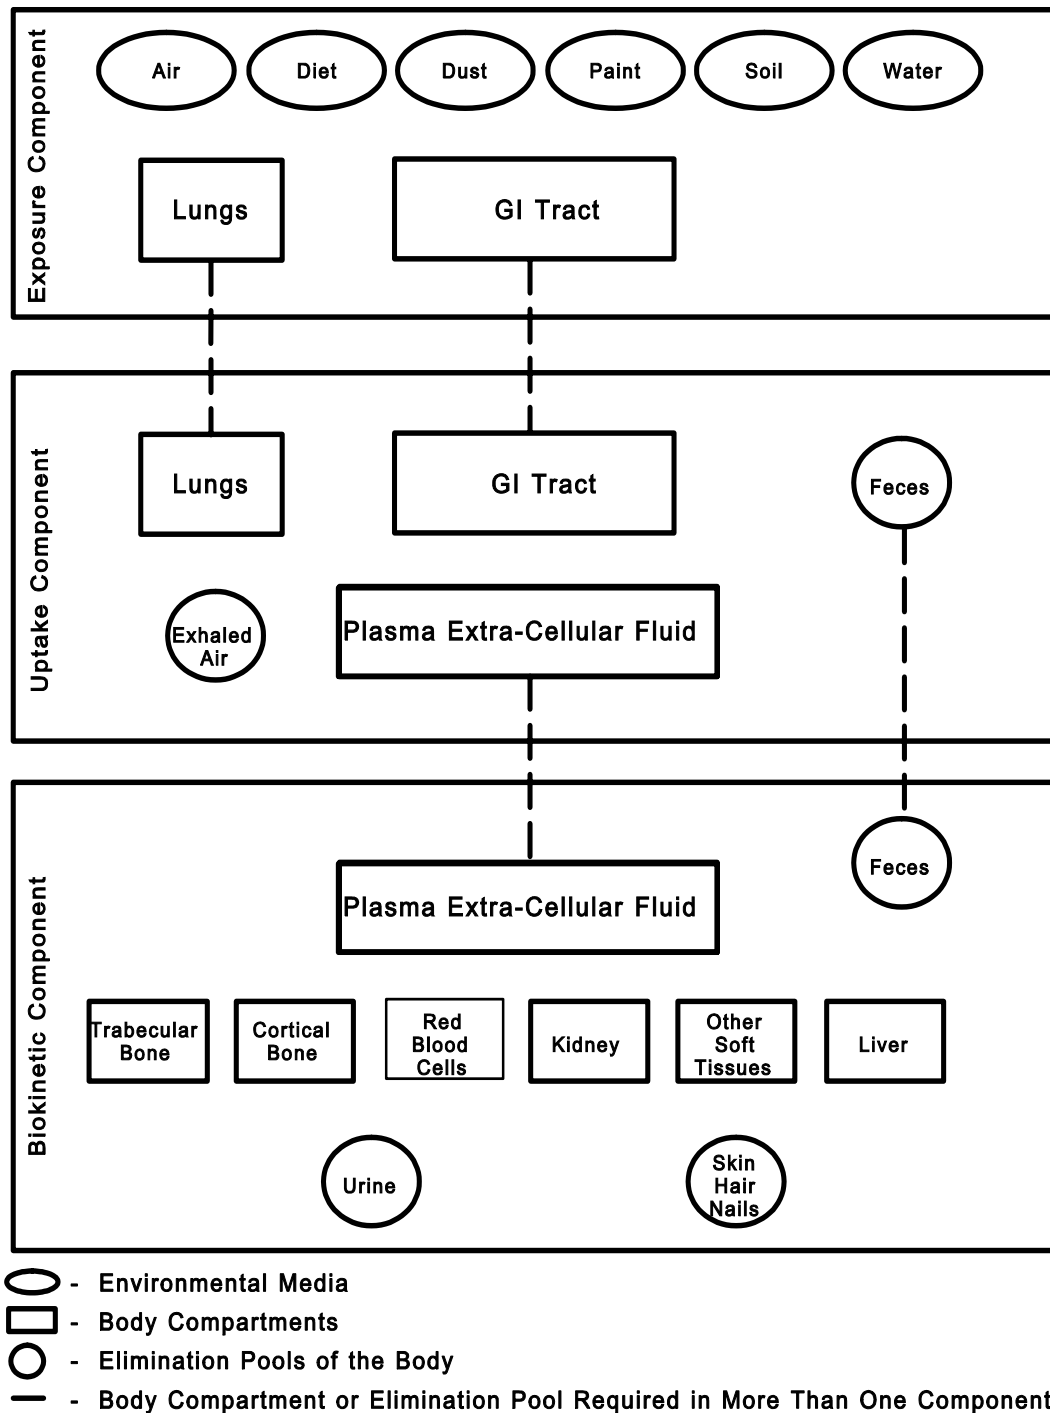 Exposure Component
Air
Diet
Dust
Paint
Soil
Water
Lungs
GI Tract
Uptake Component
Lungs
GI Tract
Feces
Exhaled
Air
Plasma Extra-Cellular Fluid
Biokinetic Component
Plasma Extra-Cellular Fluid
Feces
Trabecular
Bone
Cortical
Bone
Red
Blood
Cells
Kidney
Other
Soft
Tissues
Liver
Urine
Skin
Hair
Nails
- Environmental Media
- Body Compartments
- Elimination Pools of the Body
- Body Compartment or Elimination Pool Required in More Than One Component